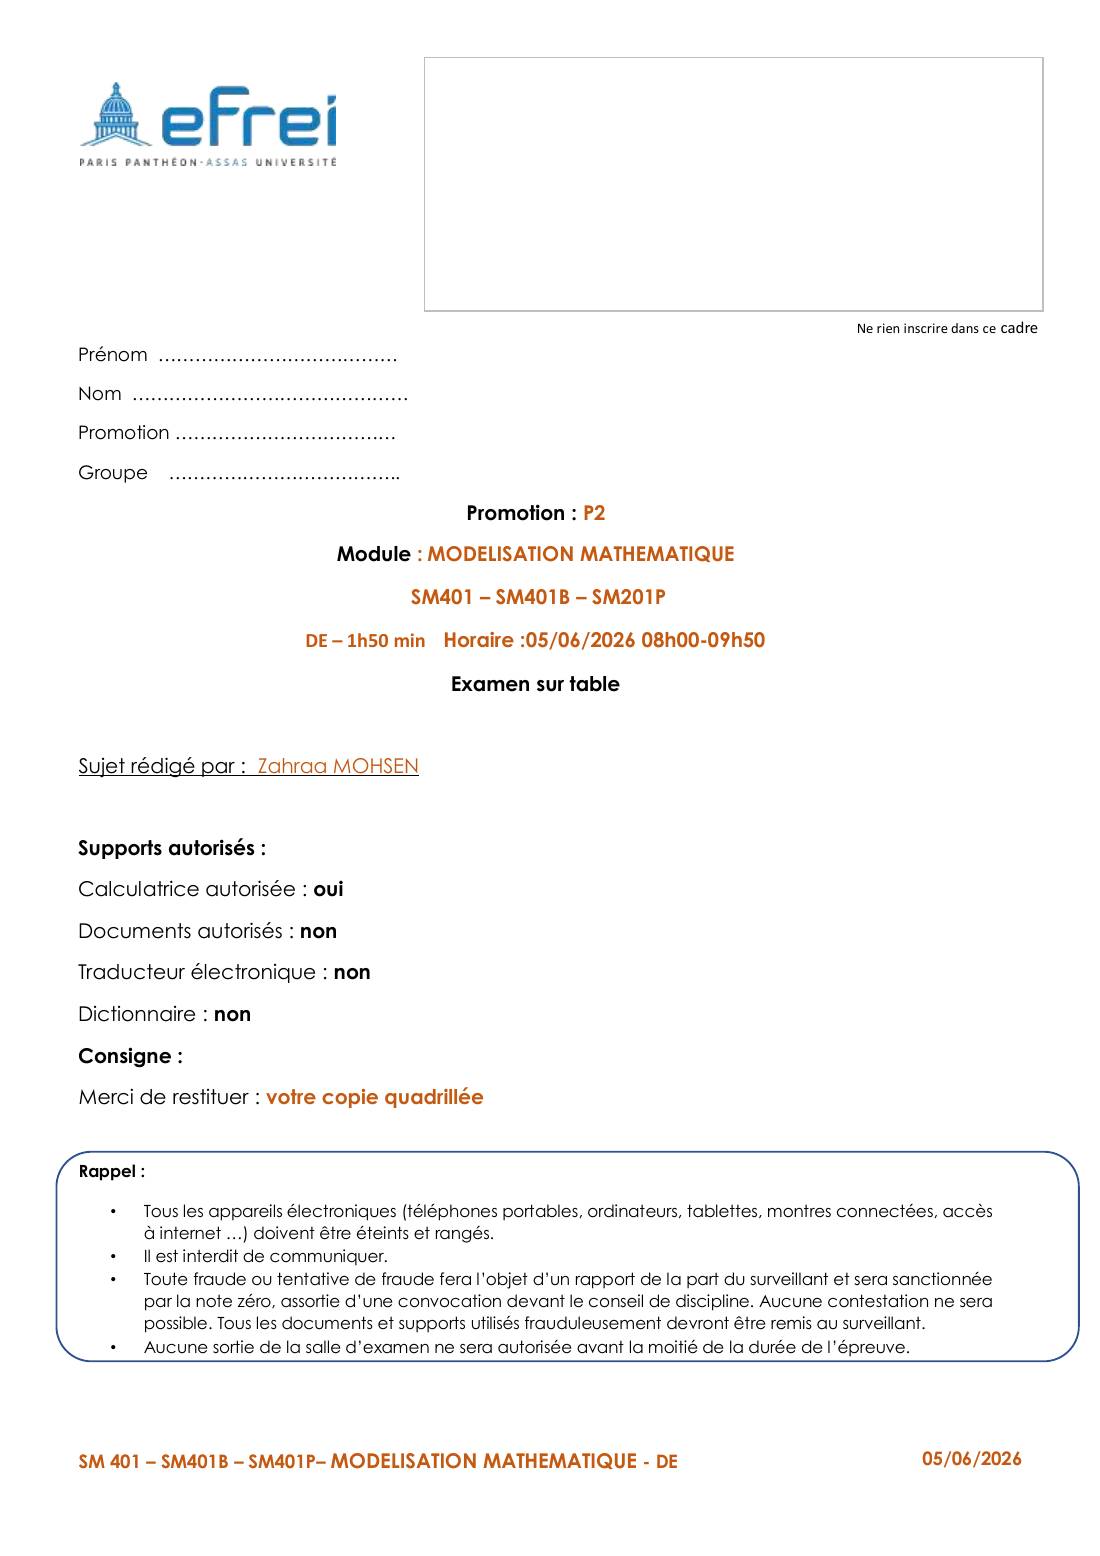 efrei
PARIS PANTHÉON-ASSAS UNIVERSITÉ
Ne rien inscrire dans ce cadre
Prénom ………………………………….
Nom ……………………………………….
Promotion ……………………………….
Groupe …………………………………..
Promotion : P2
Module : MODELISATION MATHEMATIQUE
SM401 – SM401B – SM201P
DE – 1h50 min Horaire :05/06/2026 08h00-09h50
Examen sur table
Sujet rédigé par : Zahraa MOHSEN
Supports autorisés :
Calculatrice autorisée : oui
Documents autorisés : non
Traducteur électronique : non
Dictionnaire : non
Consigne :
Merci de restituer : votre copie quadrillée
Rappel :
• Tous les appareils électroniques (téléphones portables, ordinateurs, tablettes, montres connectées, accès
à internet …) doivent être éteints et rangés.
• Il est interdit de communiquer.
• Toute fraude ou tentative de fraude fera l’objet d’un rapport de la part du surveillant et sera sanctionnée
par la note zéro, assortie d’une convocation devant le conseil de discipline. Aucune contestation ne sera
possible. Tous les documents et supports utilisés frauduleusement devront être remis au surveillant.
• Aucune sortie de la salle d’examen ne sera autorisée avant la moitié de la durée de l’épreuve.
SM 401 – SM401B – SM401P– MODELISATION MATHEMATIQUE - DE 05/06/2026